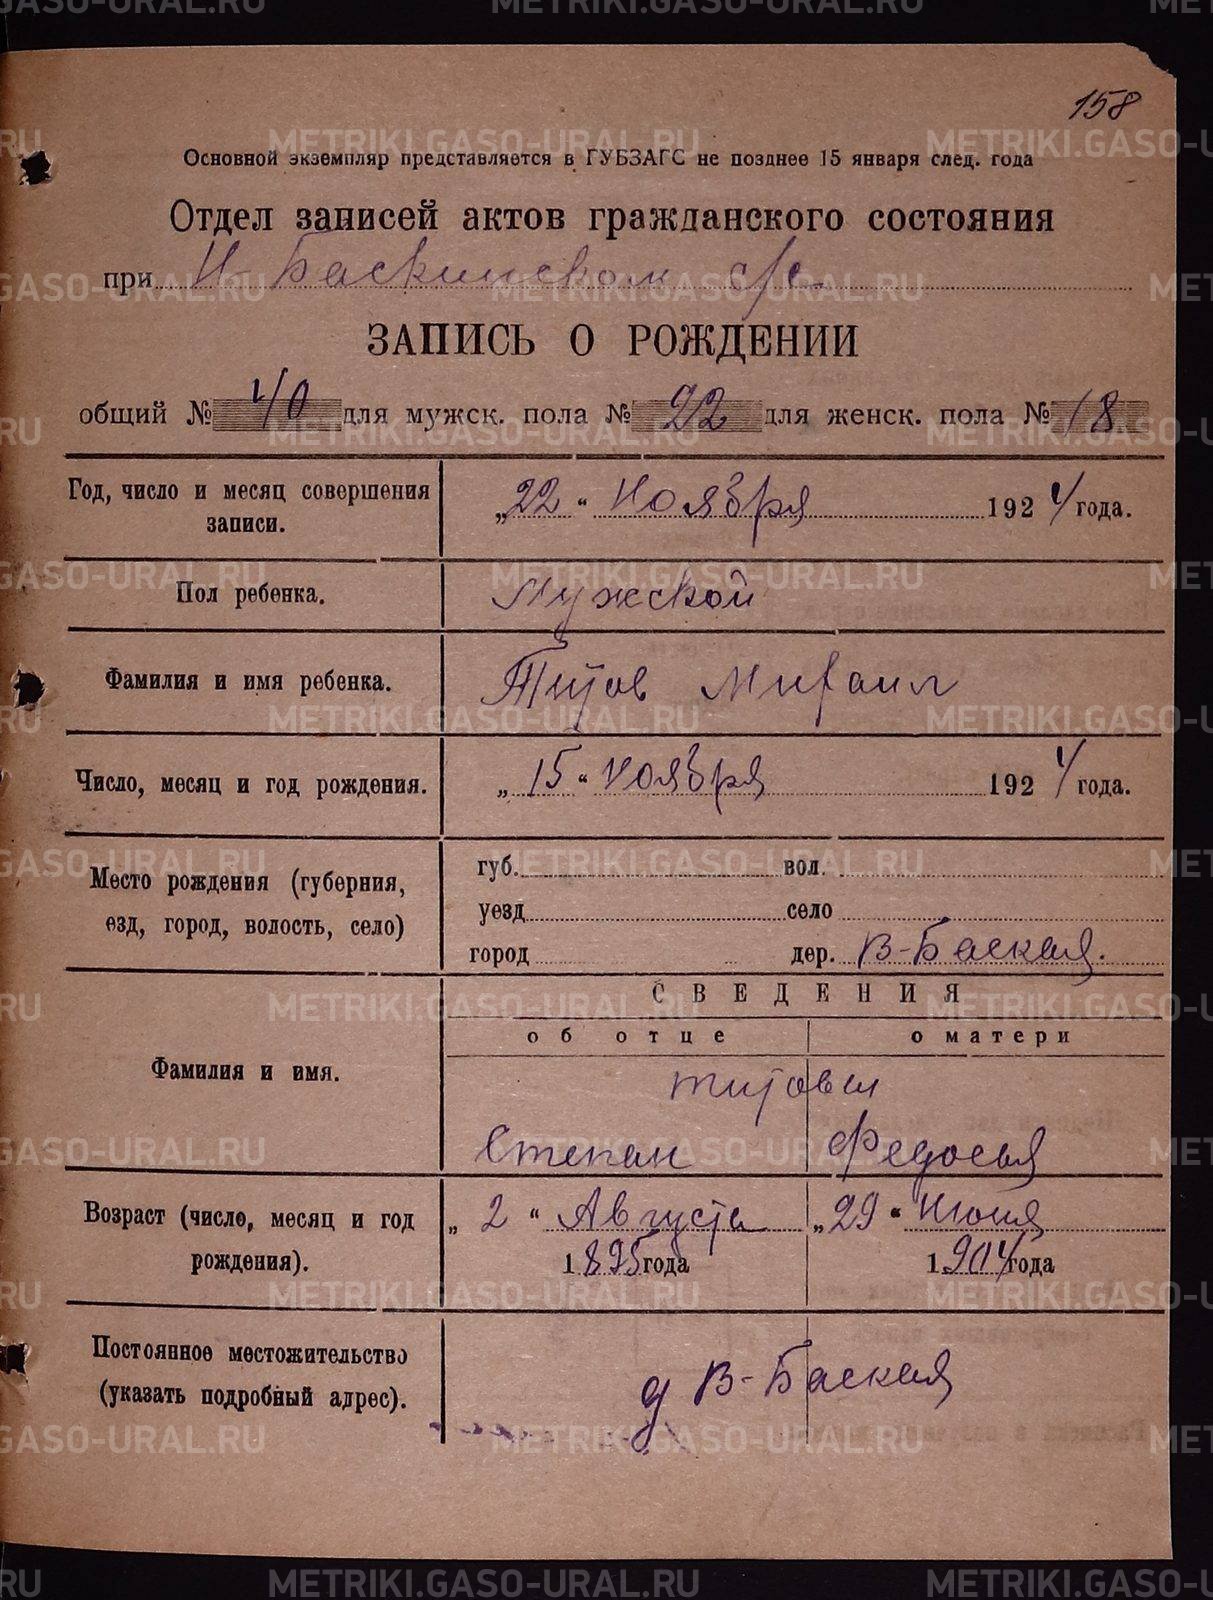 158
Основной экземпляр представляется в ГУБЗАГС не позднее 15 января след. года
Отдел записей актов гражданского состояния
при Н-Баскинском с/с
ЗАПИСЬ О РОЖДЕНИИ
общий № 40 для мужск. пола № 22 для женск. пола № 18
Год, число и месяц совершения записи.
„22“ Ноября 1924 года.
Пол ребенка.
Мужской
Фамилия и имя ребенка.
Титов Михаил
Число, месяц и год рождения.
„15“ Ноября 1924 года.
Место рождения (губерния,
езд, город, волость, село)
губ. вол.
уезд село
город дер. В-Баская.
СВЕДЕНИЯ
об отце о матери
Фамилия и имя.
Титовы
Степан Федосья
Возраст (число, месяц и год рождения).
„2“ Августа „29“ Июня
1895 года 1904 года
Постоянное местожительство
(указать подробный адрес).
д В-Баская
METRIKI.GASO-URAL.RU